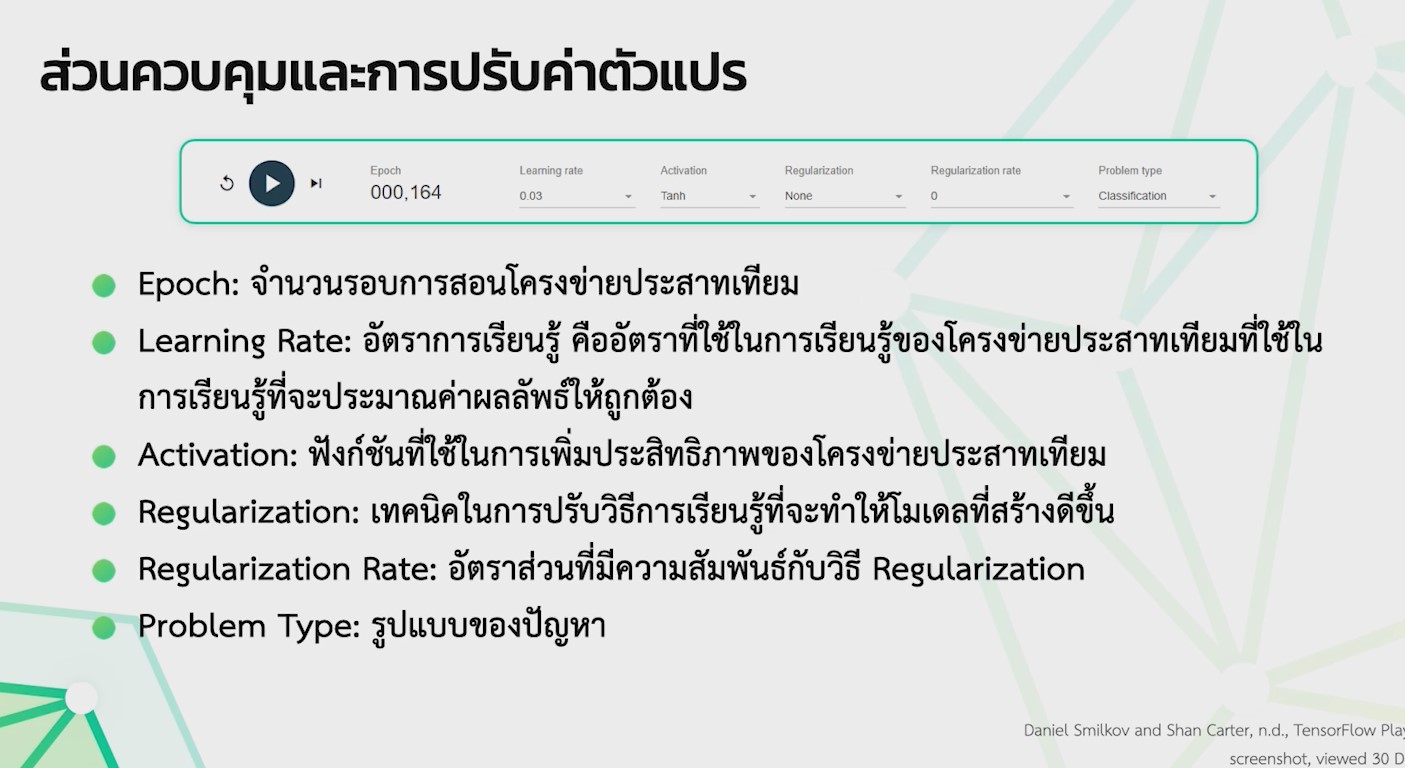 ส่วนควบคุมและการปรับค่าตัวแปร
Epoch Learning rate Activation Regularization Regularization rate Problem type
000,164 0.03 Tanh None 0 Classification
Epoch: จำนวนรอบการสอนโครงข่ายประสาทเทียม
Learning Rate: อัตราการเรียนรู้ คืออัตราที่ใช้ในการเรียนรู้ของโครงข่ายประสาทเทียมที่ใช้ใน
การเรียนรู้ที่จะประมาณค่าผลลัพธ์ให้ถูกต้อง
Activation: ฟังก์ชันที่ใช้ในการเพิ่มประสิทธิภาพของโครงข่ายประสาทเทียม
Regularization: เทคนิคในการปรับวิธีการเรียนรู้ที่จะทำให้โมเดลที่สร้างดีขึ้น
Regularization Rate: อัตราส่วนที่มีความสัมพันธ์กับวิธี Regularization
Problem Type: รูปแบบของปัญหา
Daniel Smilkov and Shan Carter, n.d., TensorFlow
screenshot, viewed 30